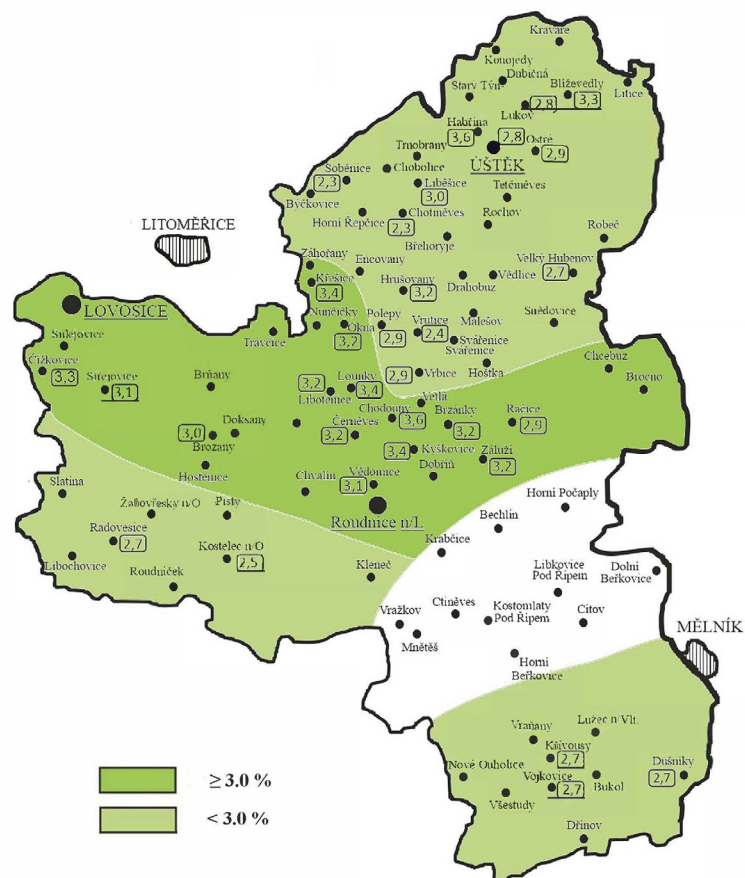 Kravaře
Konojedy
Dubičná
Blíževedly
Litice
Starý Týn
2,8
3,3
Lukov
Habřina
3,6
2,8
Ostré
2,9
ÚŠTĚK
Trnobrany
Soběnice
Chobolice
2,3
Liběšice
3,0
Býčkovice
Tetčiněves
Horní Řepčice
Chotiněves
2,3
Rochov
LITOMĚŘICE
Břehoryje
Robeč
Záhořany
Encovany
Velký Hubenov
2,7
Křešice
3,4
Hrušovany
3,2
Drahobuz
Vědlice
LOVOSICE
Nučničky
Okna
3,2
Polepy
2,9
Vrutice
2,4
Malešov
Snědovice
Travčice
Svářenice
Svařenice
Sulejovice
Hoštka
Chcebuz
Čížkovice
3,3
Vrbice
2,9
Brocno
Siřejovice
3,1
Brňany
3,2
Lounky
3,4
Libotenice
Vetlá
Chodouny
3,6
Brzánky
3,2
Račice
2,9
Doksany
3,0
Brozany
Černěves
3,2
3,4
Kyškovice
Záluží
3,2
Hostenice
Vědomice
3,1
Dobříň
Chvalín
Slatina
Žabovřesky n/O
Písty
Roudnice n/L
Horní Počaply
Bechlín
Radovesice
2,7
Kostelec n/O
2,5
Krabčice
Libochovice
Roudníček
Kleneč
Libkovice
Pod Řípem
Dolní
Beřkovice
Ctiněves
Kostomlaty
Pod Řípem
Vražkov
Citov
Mnětěš
MĚLNÍK
Horní
Beřkovice
Vraňany
Lužec n/Vlt.
Křivousy
2,7
Nové Ouholice
Vojkovice
2,7
Dušníky
2,7
Bukol
Všestudy
Dřínov
≥ 3.0 %
< 3.0 %